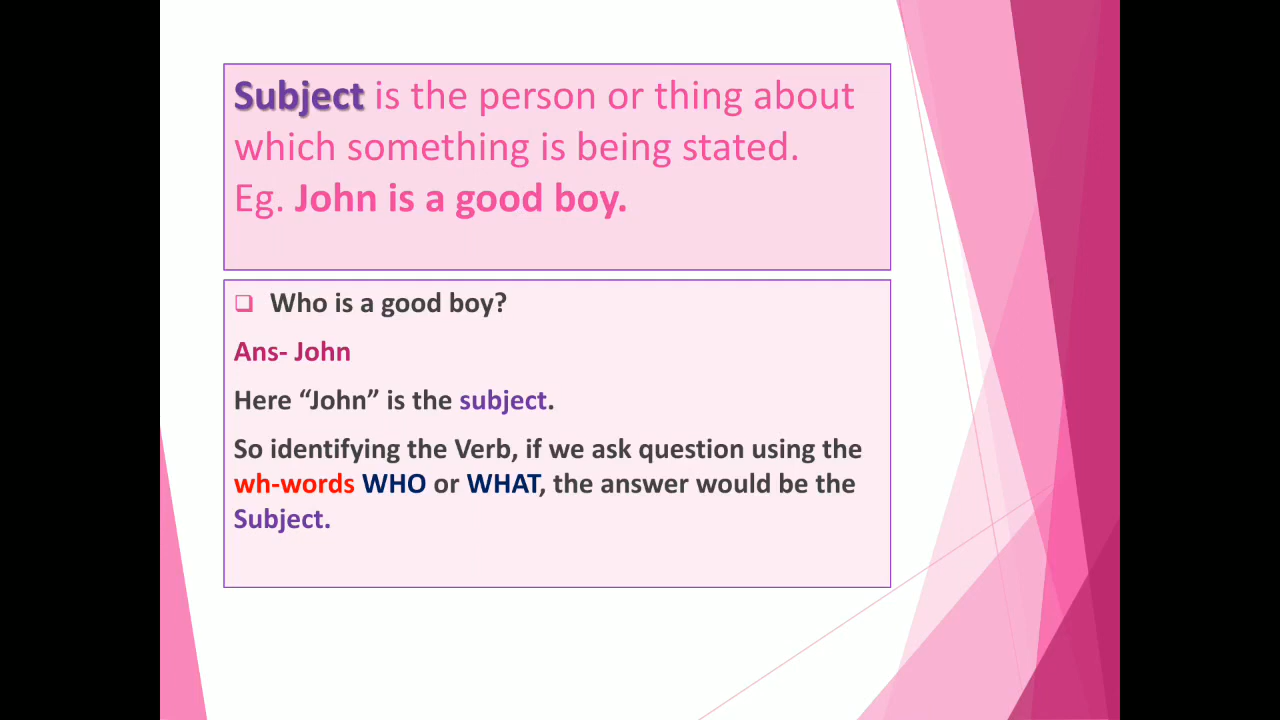 Subject is the person or thing about
which something is being stated.
Eg. John is a good boy.
Who is a good boy?
Ans- John
Here “John” is the subject.
So identifying the Verb, if we ask question using the
wh-words WHO or WHAT, the answer would be the
Subject.